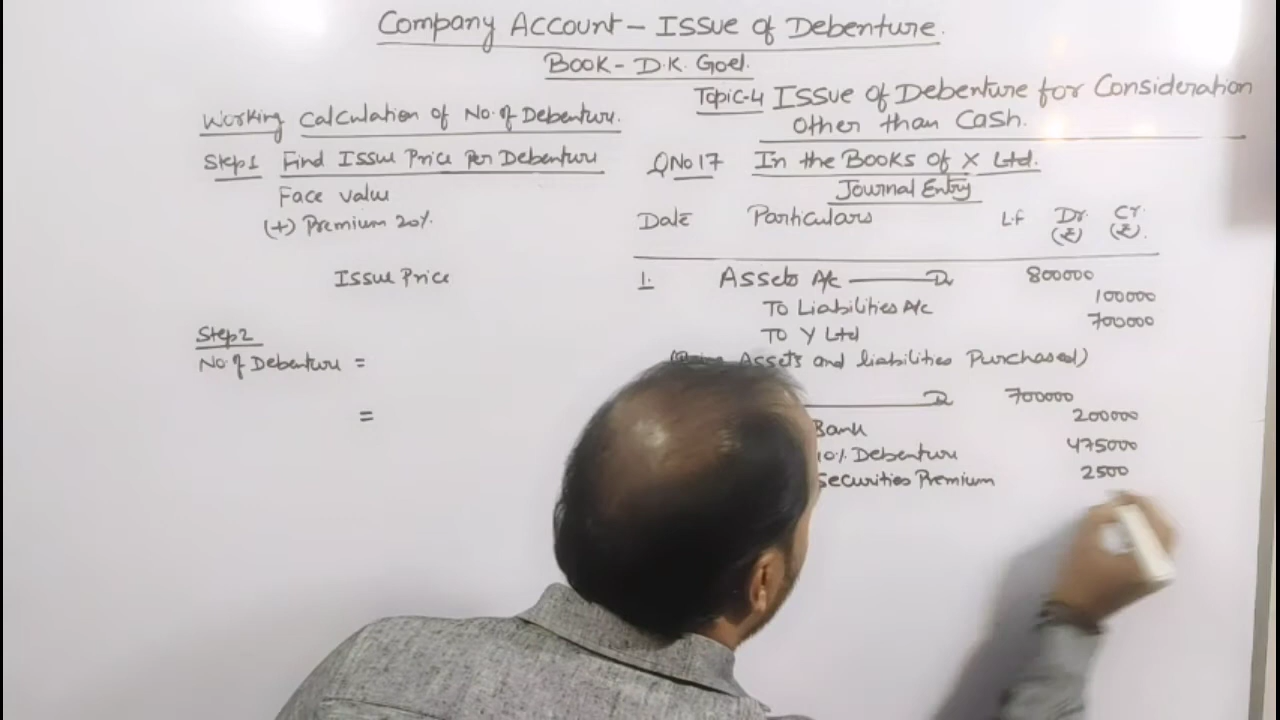 Company Account – Issue of Debenture.
Book - D.K. Goel.
Topic-4 Issue of Debenture for Consideration
Other than Cash.
Working Calculation of No. of Debenture.
Step1 Find Issue Price Per Debenture
Face value
(+) Premium 20%.
Issue Price
Step2
No. of Debenture =
=
QNo 17 In the Books of X Ltd.
Journal Entry
Date Particulars L.f Dr. (₹) Cr. (₹).
1. Assets A/c Dr 800000
To Liabilities A/c 100000
To Y Ltd 700000
Assets and liabilities Purchased)
Dr 700000
Bank 200000
10% Debenture 475000
Securities Premium 2500